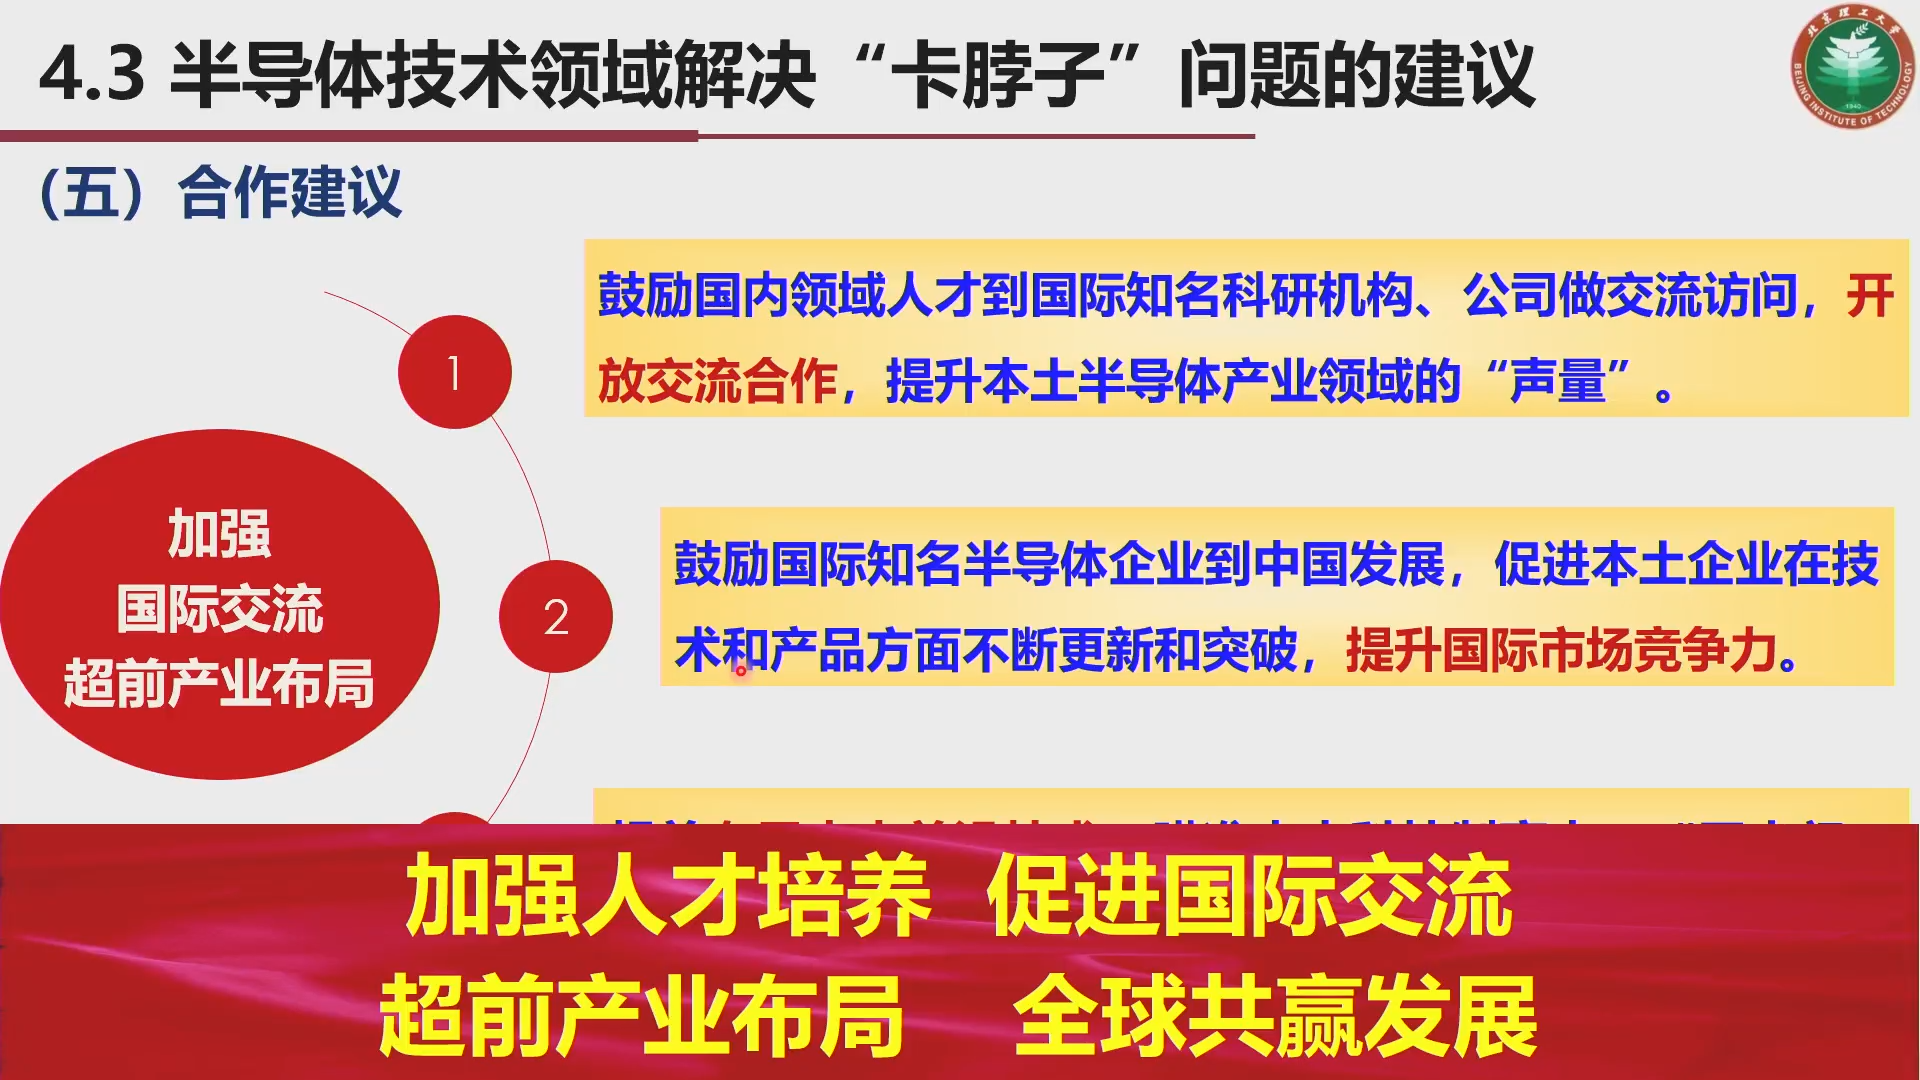 4.3 半导体技术领域解决“卡脖子”问题的建议
北京理工大学
BEIJING INSTITUTE OF TECHNOLOGY
1940
（五）合作建议
1
鼓励国内领域人才到国际知名科研机构、公司做交流访问，开
放交流合作，提升本土半导体产业领域的“声量”。
加强
国际交流
超前产业布局
2
鼓励国际知名半导体企业到中国发展，促进本土企业在技
术和产品方面不断更新和突破，提升国际市场竞争力。
加强人才培养 促进国际交流
超前产业布局 全球共赢发展